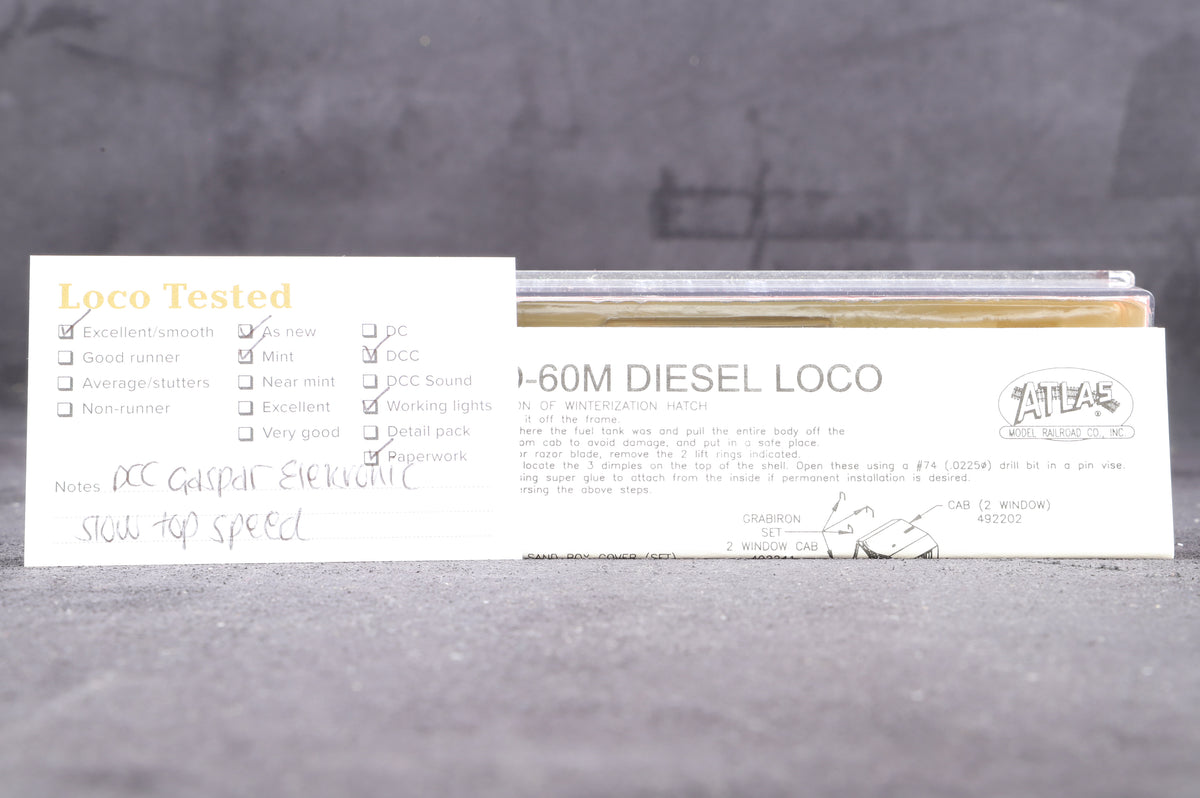 Loco Tested
Excellent/smooth
Good runner
Average/stutters
Non-runner
As new
Mint
Near mint
Excellent
Very good
DC
DCC
DCC Sound
Working lights
Detail pack
Paperwork
Notes DCC Gaspar Elektronic
slow top speed
-60M DIESEL LOCO
ON OF WINTERIZATION HATCH
it off the frame.
here the fuel tank was and pull the entire body off the
om cab to avoid damage, and put in a safe place.
or razor blade, remove the 2 lift rings indicated.
locate the 3 dimples on the top of the shell. Open these using a #74 (.0225ø) drill bit in a pin vise.
ing super glue to attach from the inside if permanent installation is desired.
ersing the above steps.
ATLAS
®
MODEL RAILROAD CO., INC.
CAB (2 WINDOW)
492202
GRABIRON
SET
2 WINDOW CAB
SAND BOX COVER (SET)